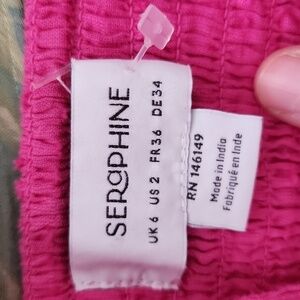 SERAPHINE
UK 6 US 2 FR 36 DE 34
RN 146149
Made in India
Fabriqué en Inde